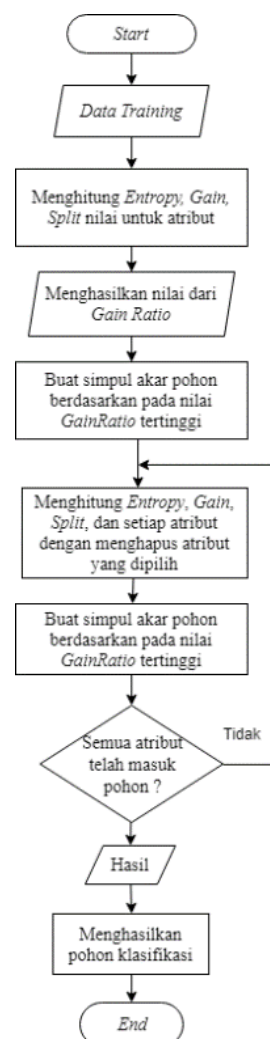 Start
Data Training
Menghitung Entropy, Gain,
Split nilai untuk atribut
Menghasilkan nilai dari
Gain Ratio
Buat simpul akar pohon
berdasarkan pada nilai
GainRatio tertinggi
Menghitung Entropy, Gain,
Split, dan setiap atribut
dengan menghapus atribut
yang dipilih
Buat simpul akar pohon
berdasarkan pada nilai
GainRatio tertinggi
Semua atribut
telah masuk
pohon ?
Tidak
Hasil
Menghasilkan
pohon klasifikasi
End